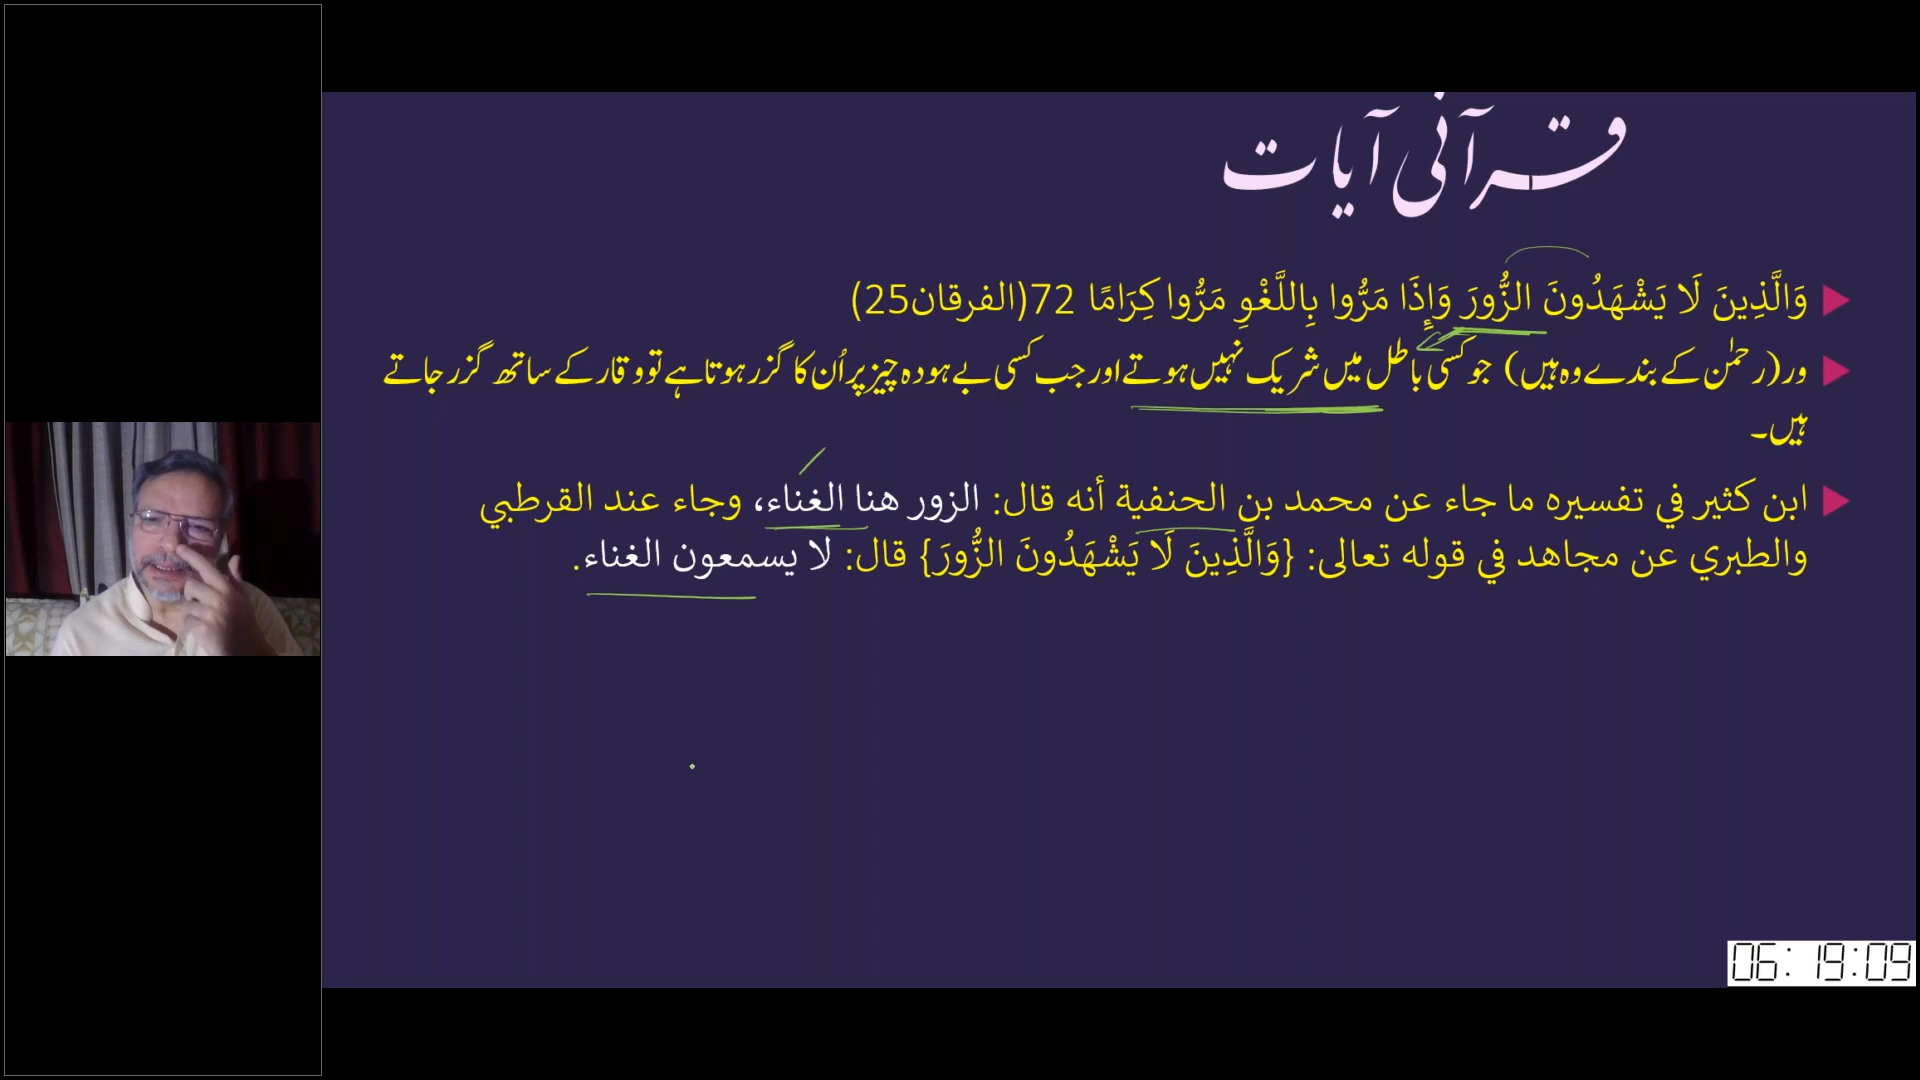 قرآنی آیات
وَالَّذِينَ لَا يَشْهَدُونَ الزُّورَ وَإِذَا مَرُّوا بِاللَّغْوِ مَرُّوا كِرَامًا 72(الفرقان25)
ور(رحمٰن کے بندے وہ ہیں) جو کسی باطل میں شریک نہیں ہوتے اور جب کسی بے ہودہ چیز پر اُن کا گزر ہوتا ہے تو وقار کے ساتھ گزر جاتے
ہیں۔
ابن كثير في تفسيره ما جاء عن محمد بن الحنفية أنه قال: الزور هنا الغناء، وجاء عند القرطبي
والطبري عن مجاهد في قوله تعالى: {وَالَّذِينَ لَا يَشْهَدُونَ الزُّورَ} قال: لا يسمعون الغناء.
06:19:09